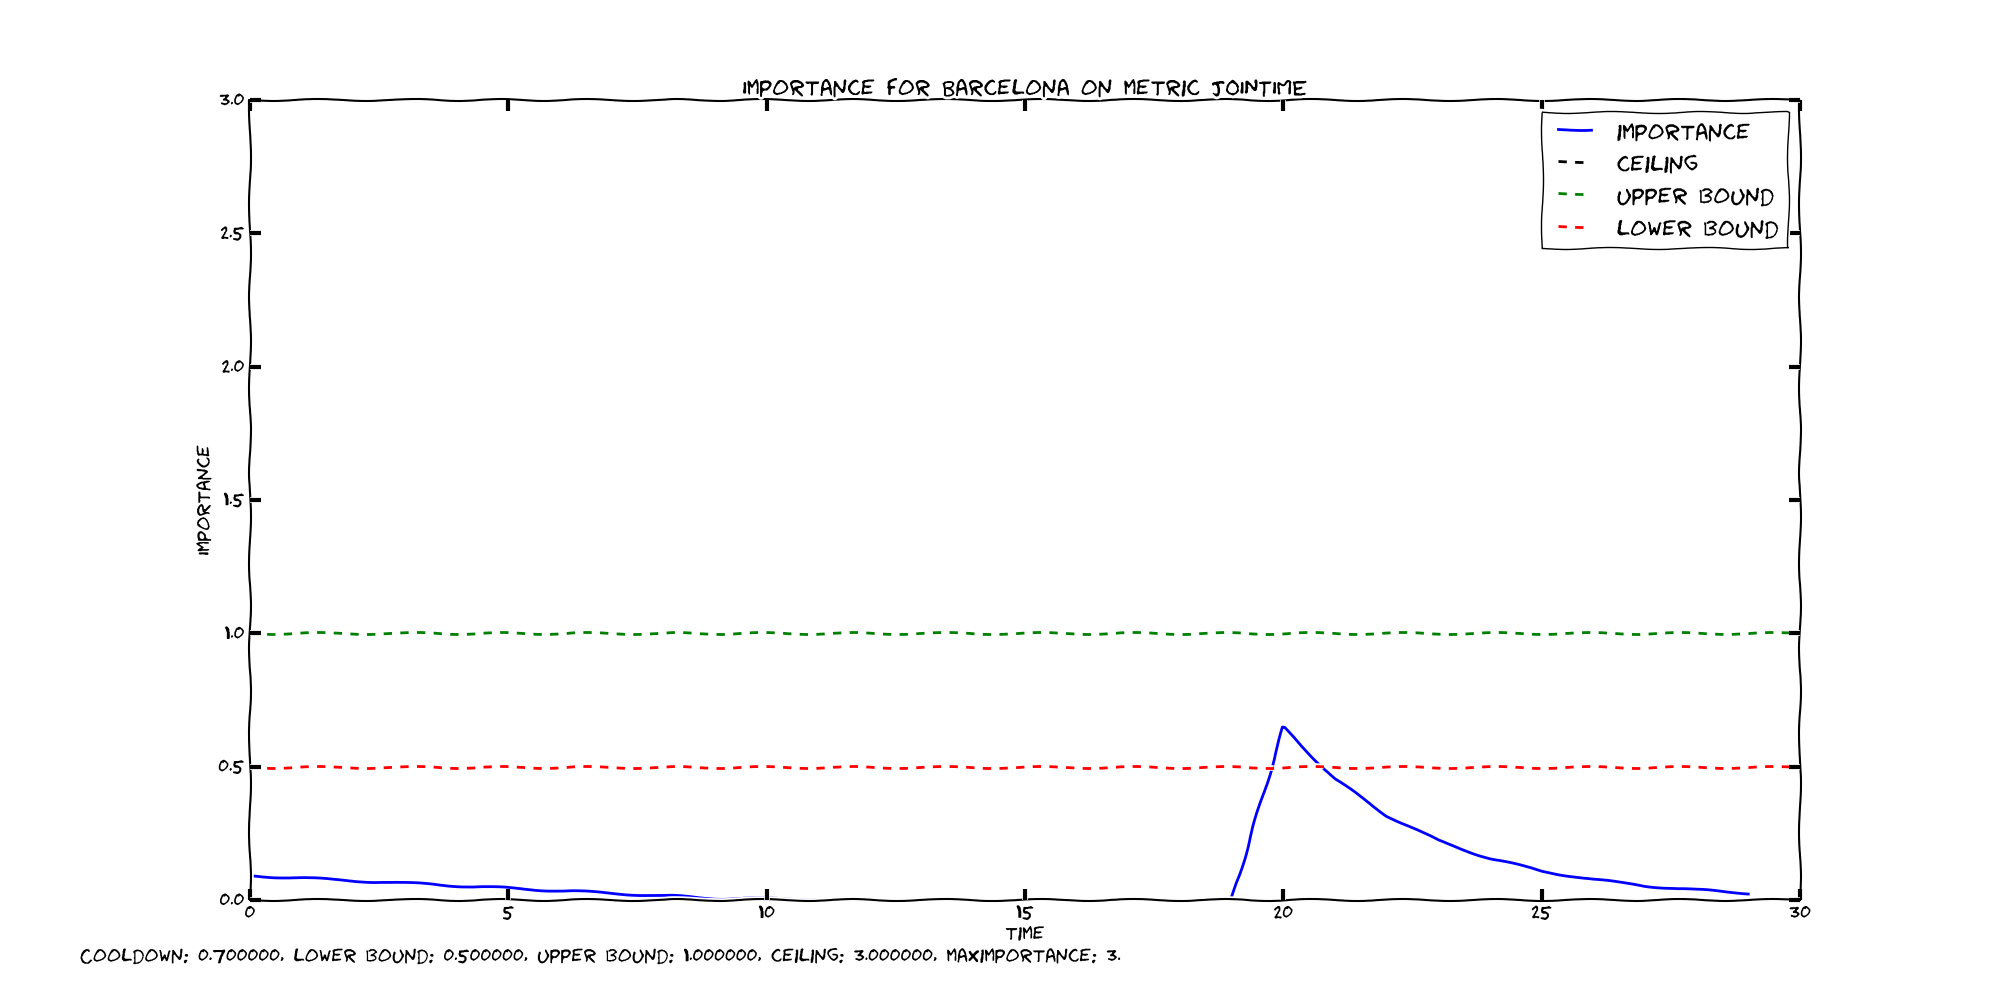 IMPORTANCE FOR BARCELONA ON METRIC JOINTIME
3.0
2.5
2.0
1.5
1.0
0.5
0.0
IMPORTANCE
IMPORTANCE
CEILING
UPPER BOUND
LOWER BOUND
0 5 10 15 20 25 30
TIME
COOLDOWN: 0.700000, LOWER BOUND: 0.500000, UPPER BOUND: 1.000000, CEILING: 3.000000, MAXIMPORTANCE: 3.